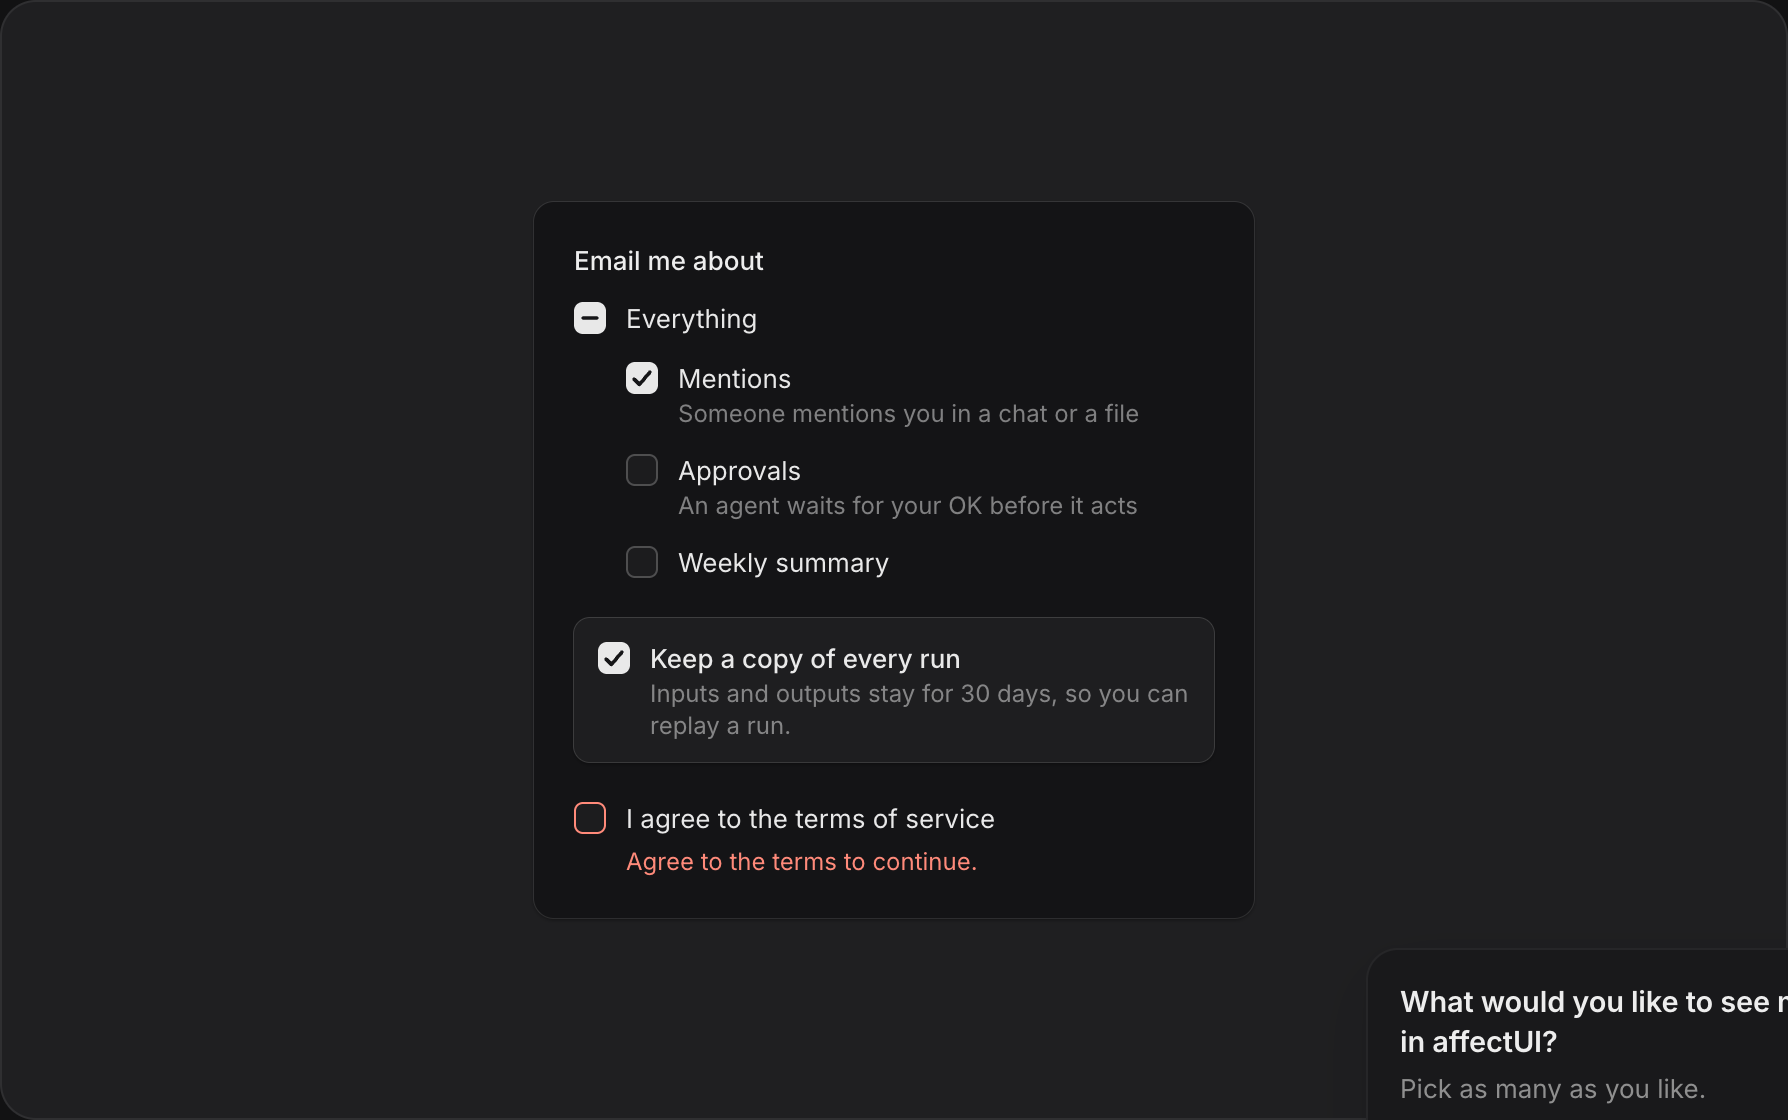 Email me about
Everything
Mentions
Someone mentions you in a chat or a file
Approvals
An agent waits for your OK before it acts
Weekly summary
Keep a copy of every run
Inputs and outputs stay for 30 days, so you can
replay a run.
I agree to the terms of service
Agree to the terms to continue.
What would you like to see
in affectUI?
Pick as many as you like.